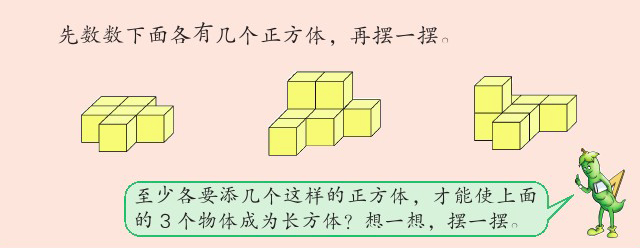 先数数下面各有几个正方体，再摆一摆。
至少各要添几个这样的正方体，才能使上面
的3个物体成为长方体？想一想，摆一摆。